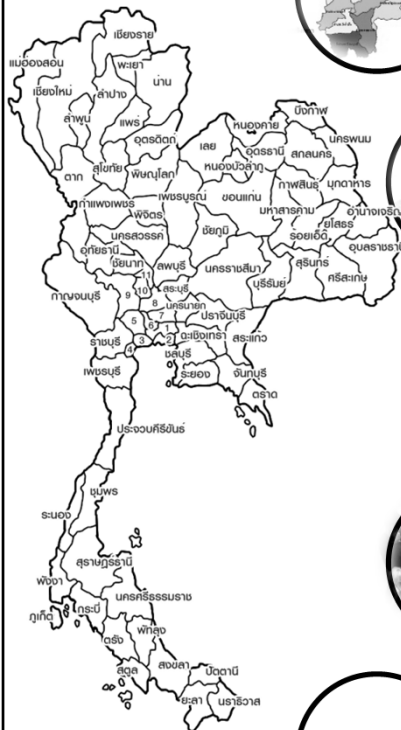 เชียงราย
แม่ฮ่องสอน
พะเยา
น่าน
เชียงใหม่
ลำปาง
ลำพูน
แพร่
อุตรดิตถ์
บึงกาฬ
หนองคาย
เลย
อุดรธานี
นครพนม
สกลนคร
หนองบัวลำภู
ตาก
สุโขทัย
พิษณุโลก
กาฬสินธุ์
มุกดาหาร
กำแพงเพชร
เพชรบูรณ์
ขอนแก่น
พิจิตร
มหาสารคาม
อำนาจเจริญ
ยโสธร
นครสวรรค์
ชัยภูมิ
ร้อยเอ็ด
อุบลราชธานี
อุทัยธานี
ชัยนาท
ลพบุรี
นครราชสีมา
สุรินทร์
11
บุรีรัมย์
ศรีสะเกษ
กาญจนบุรี
9
10
สระบุรี
8
นครนายก
7
ปราจีนบุรี
5
6
1
ราชบุรี
3
2
ฉะเชิงเทรา
สระแก้ว
4
ชลบุรี
เพชรบุรี
ระยอง
จันทบุรี
ตราด
ประจวบคีรีขันธ์
ชุมพร
ระนอง
สุราษฎร์ธานี
พังงา
นครศรีธรรมราช
ภูเก็ต
กระบี่
ตรัง
พัทลุง
สตูล
สงขลา
ปัตตานี
ยะลา
นราธิวาส